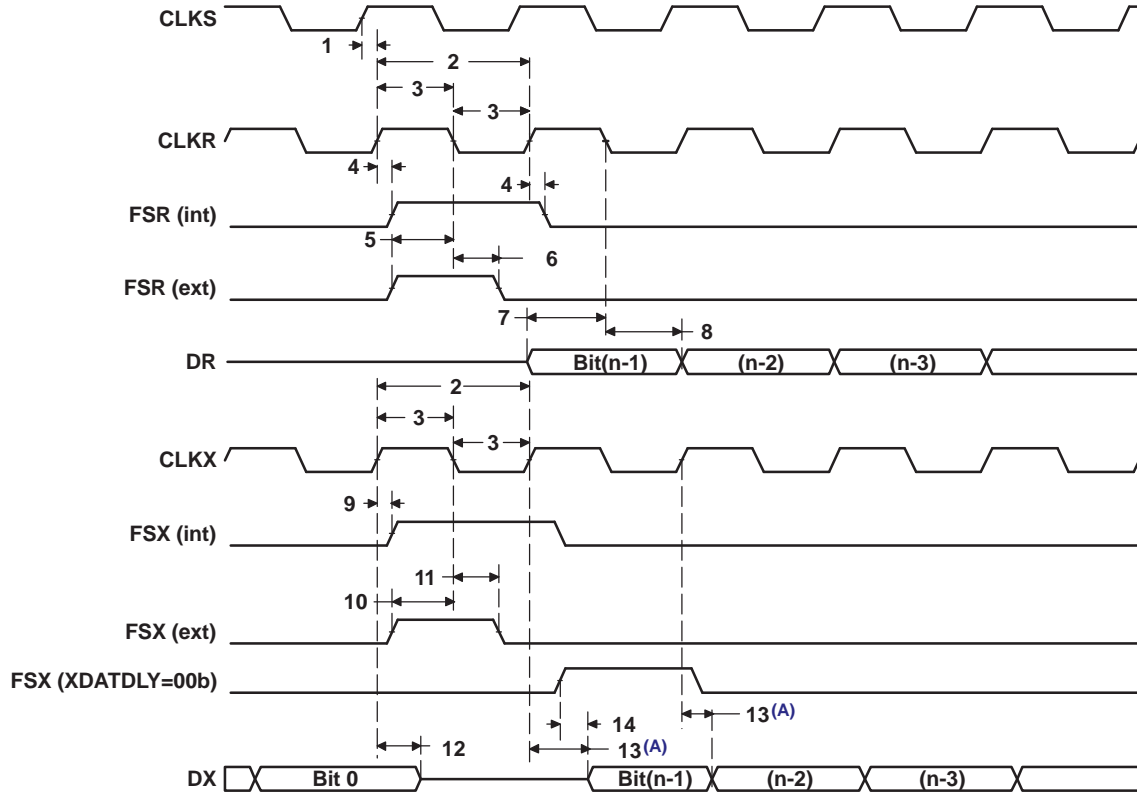 CLKS
1
2
3
3
CLKR
4
4
FSR (int)
5
6
FSR (ext)
7
8
DR
Bit(n-1)
(n-2)
(n-3)
2
3
3
CLKX
9
FSX (int)
11
10
FSX (ext)
FSX (XDATDLY=00b)
14
13(A)
12
13(A)
DX
Bit 0
Bit(n-1)
(n-2)
(n-3)